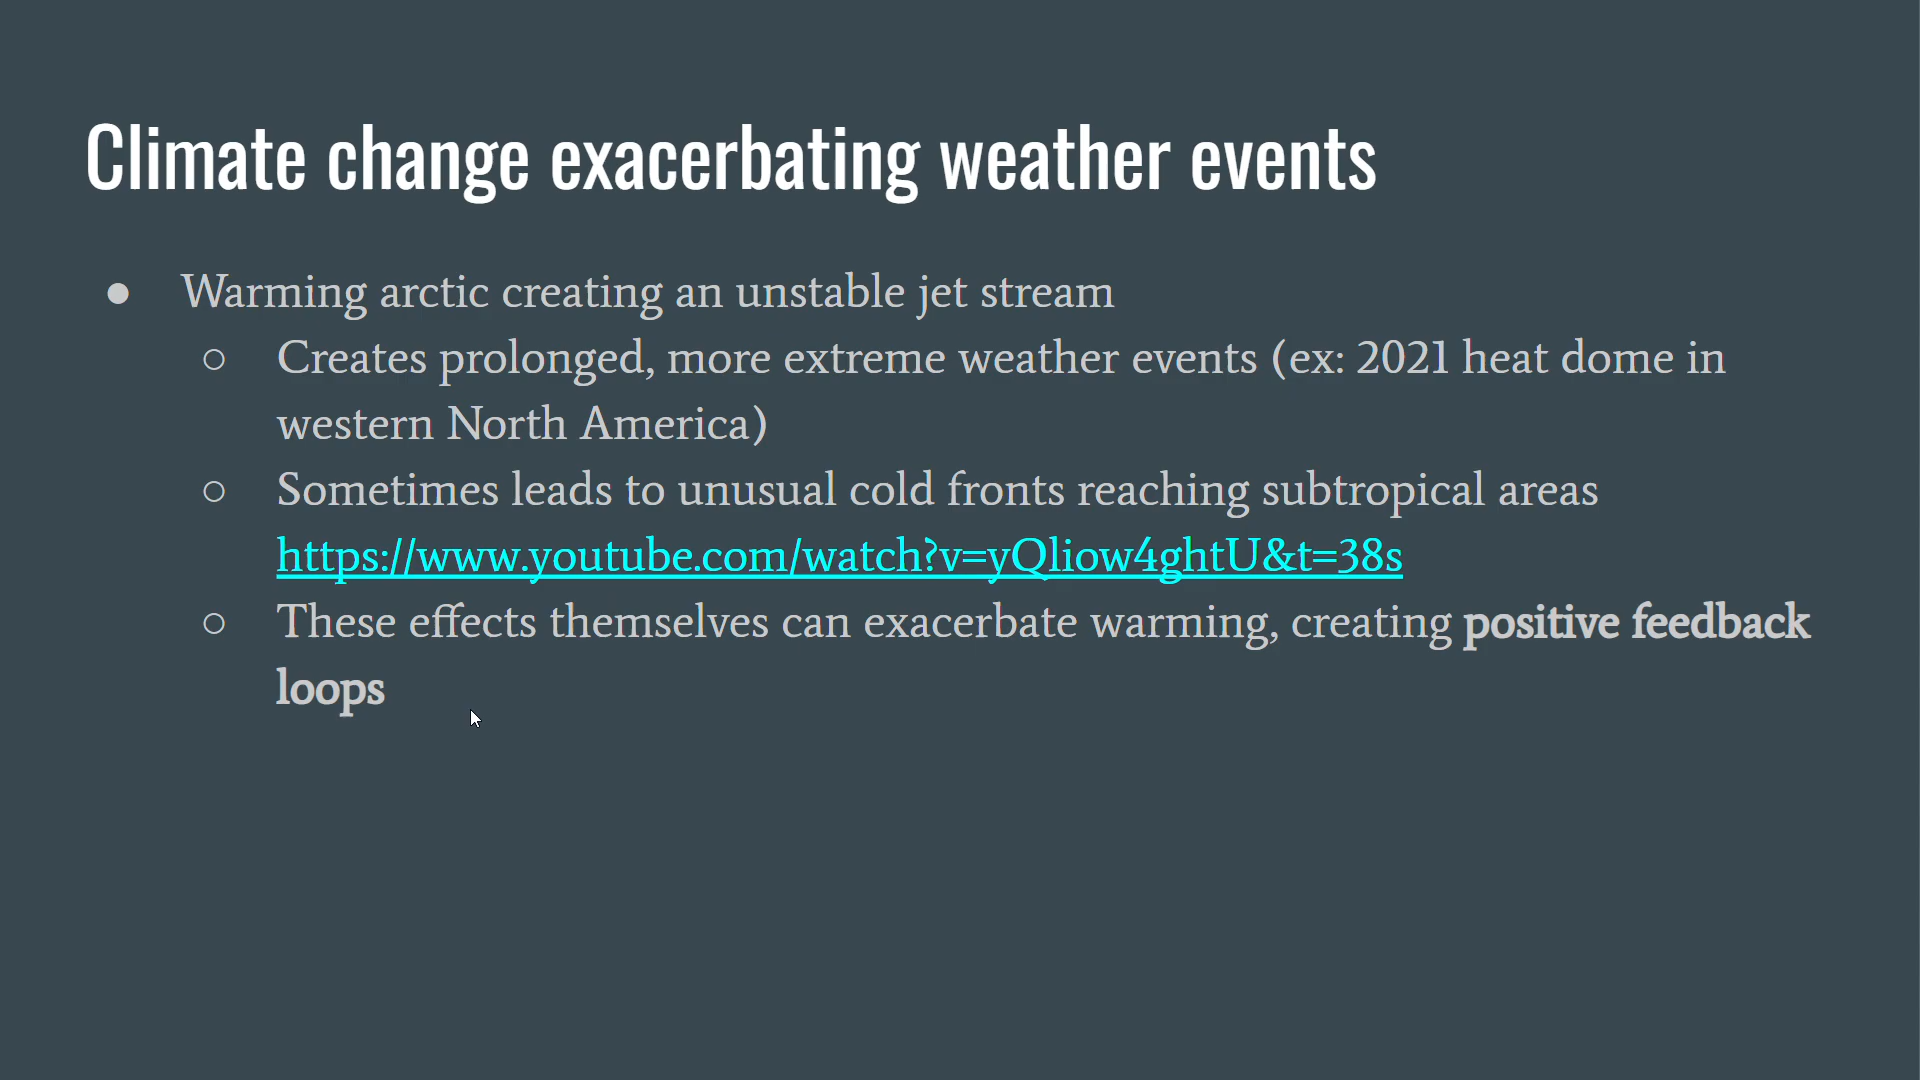 Climate change exacerbating weather events
● Warming arctic creating an unstable jet stream
○ Creates prolonged, more extreme weather events (ex: 2021 heat dome in
western North America)
○ Sometimes leads to unusual cold fronts reaching subtropical areas
https://www.youtube.com/watch?v=yQliow4ghtU&t=38s
○ These effects themselves can exacerbate warming, creating positive feedback
loops